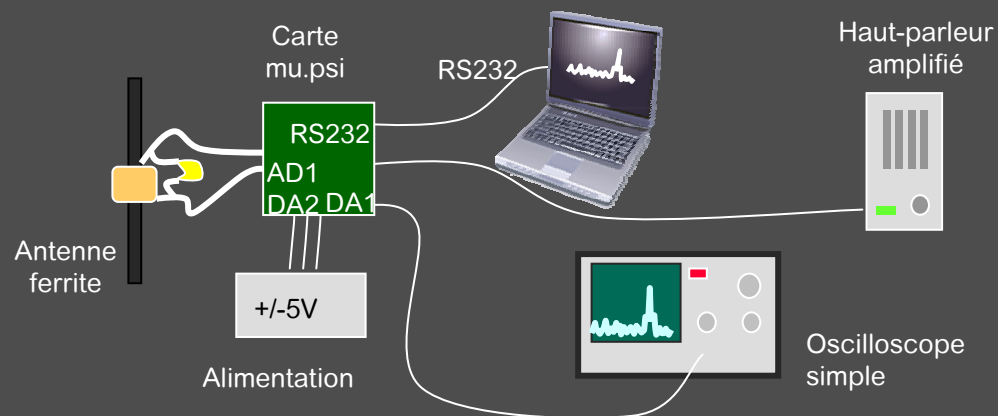 Carte
mu.psi
Haut-parleur
amplifié
RS232
RS232
AD1
DA2 DA1
Antenne
ferrite
+/-5V
Alimentation
Oscilloscope
simple